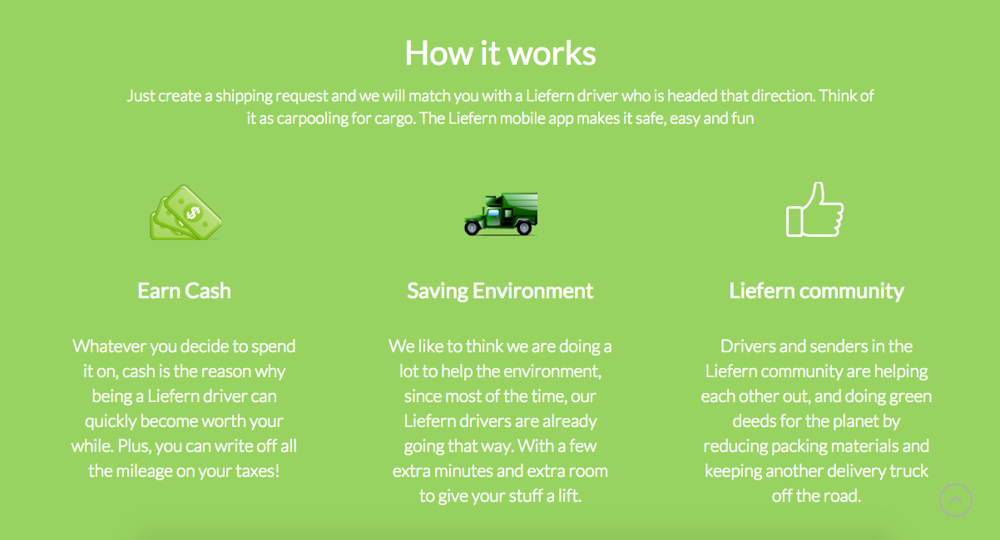 How it works
Just create a shipping request and we will match you with a Liefern driver who is headed that direction. Think of
it as carpooling for cargo. The Liefern mobile app makes it safe, easy and fun
$
Earn Cash
Whatever you decide to spend
it on, cash is the reason why
being a Liefern driver can
quickly become worth your
while. Plus, you can write off all
the mileage on your taxes!
Saving Environment
We like to think we are doing a
lot to help the environment,
since most of the time, our
Liefern drivers are already
going that way. With a few
extra minutes and extra room
to give your stuff a lift.
Liefern community
Drivers and senders in the
Liefern community are helping
each other out, and doing green
deeds for the planet by
reducing packing materials and
keeping another delivery truck
off the road.